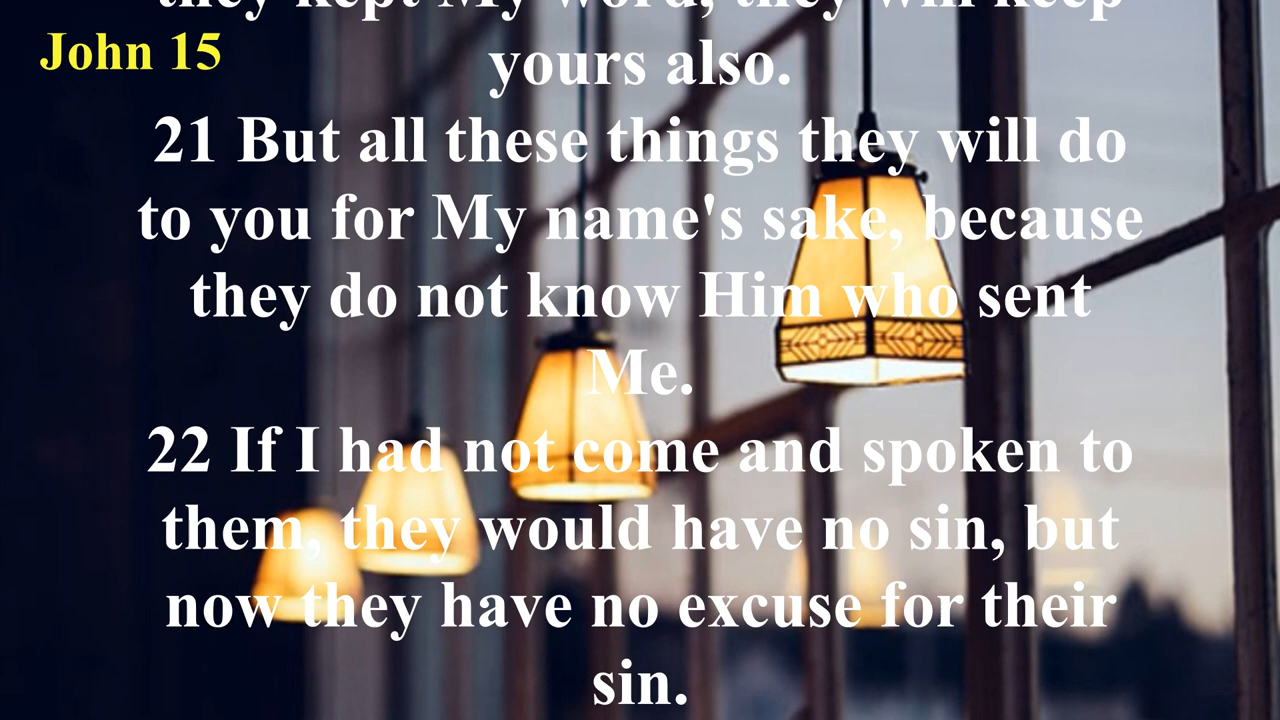 they kept My word, they will keep
John 15
yours also.
21 But all these things they will do
to you for My name's sake, because
they do not know Him who sent
Me.
22 If I had not come and spoken to
them, they would have no sin, but
now they have no excuse for their
sin.